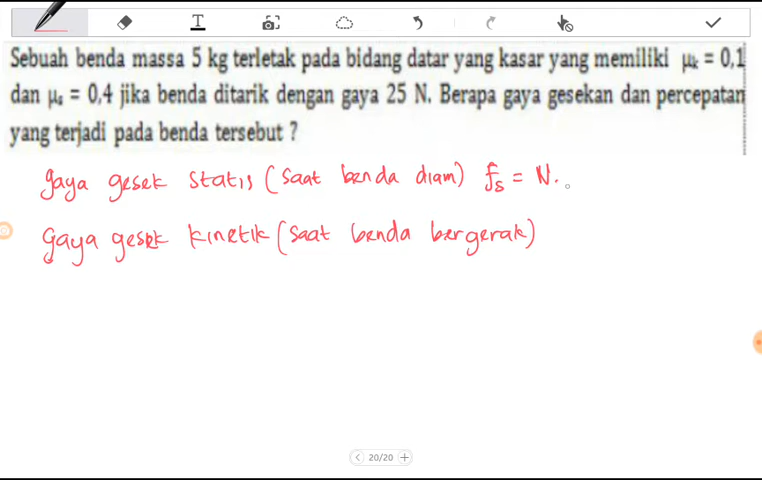 T
Sebuah benda massa 5 kg terletak pada bidang datar yang kasar yang memiliki μk = 0,1
dan μs = 0,4 jika benda ditarik dengan gaya 25 N. Berapa gaya gesekan dan percepatan
yang terjadi pada benda tersebut ?
gaya gesek statis (saat benda diam) fs = N.
gaya gesek kinetik (saat benda bergerak)
20/20